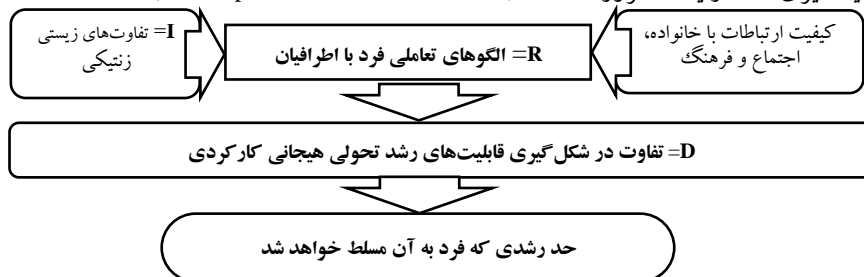 I= تفاوت‌های زیستی
زنتیکی
R= الگوهای تعاملی فرد با اطرافیان
کیفیت ارتباطات با خانواده،
اجتماع و فرهنگ
D= تفاوت در شکل‌گیری قابلیت‌های رشد تحولی هیجانی کارکردی
حد رشدی که فرد به آن مسلط خواهد شد